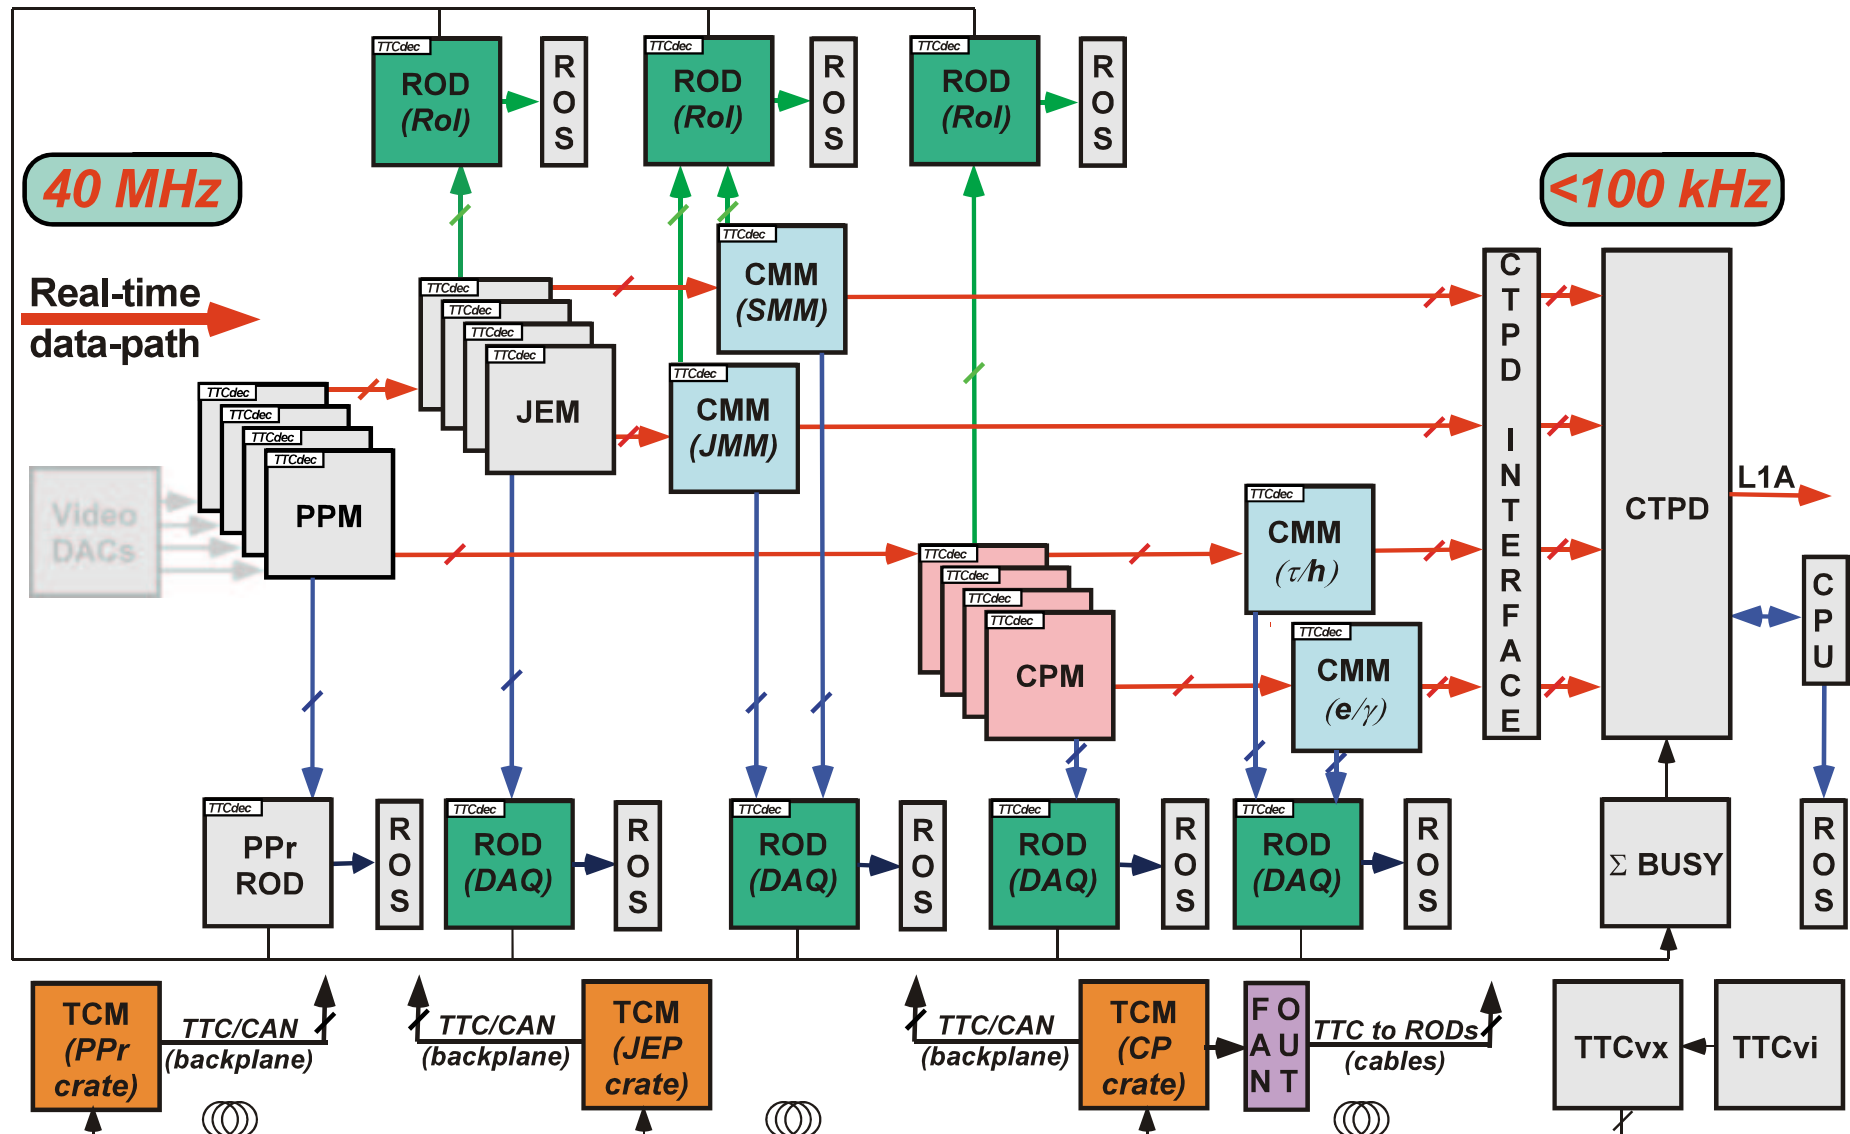 TTCdec
ROD
(RoI)
ROS
TTCdec
ROD
(RoI)
ROS
TTCdec
ROD
(RoI)
ROS
40 MHz
<100 kHz
Real-time
data-path
TTCdec
CMM
(SMM)
TTCdec
TTCdec
TTCdec
TTCdec
JEM
TTCdec
CMM
(JMM)
TTCdec
TTCdec
TTCdec
TTCdec
PPM
Video
DACs
CTPD INTERFACE
CTPD
L1A
CPU
TTCdec
CMM
(τ/h)
TTCdec
TTCdec
TTCdec
TTCdec
CPM
TTCdec
CMM
(e/γ)
TTCdec
PPr
ROD
ROS
TTCdec
ROD
(DAQ)
ROS
TTCdec
ROD
(DAQ)
ROS
TTCdec
ROD
(DAQ)
ROS
TTCdec
ROD
(DAQ)
ROS
Σ BUSY
ROS
TCM
(PPr
crate)
TTC/CAN
(backplane)
TTC/CAN
(backplane)
TCM
(JEP
crate)
TTC/CAN
(backplane)
TCM
(CP
crate)
FAN
OUT
TTC to RODs
(cables)
TTCvx
TTCvi